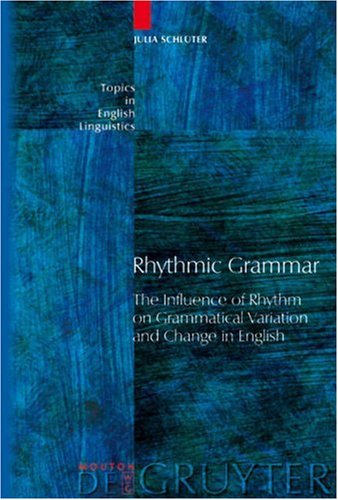 JULIA SCHLÜTER
Topics
in
English
Linguistics
Rhythmic Grammar
The Influence of Rhythm
on Grammatical Variation
and Change in English
MOUTON
DE GRUYTER